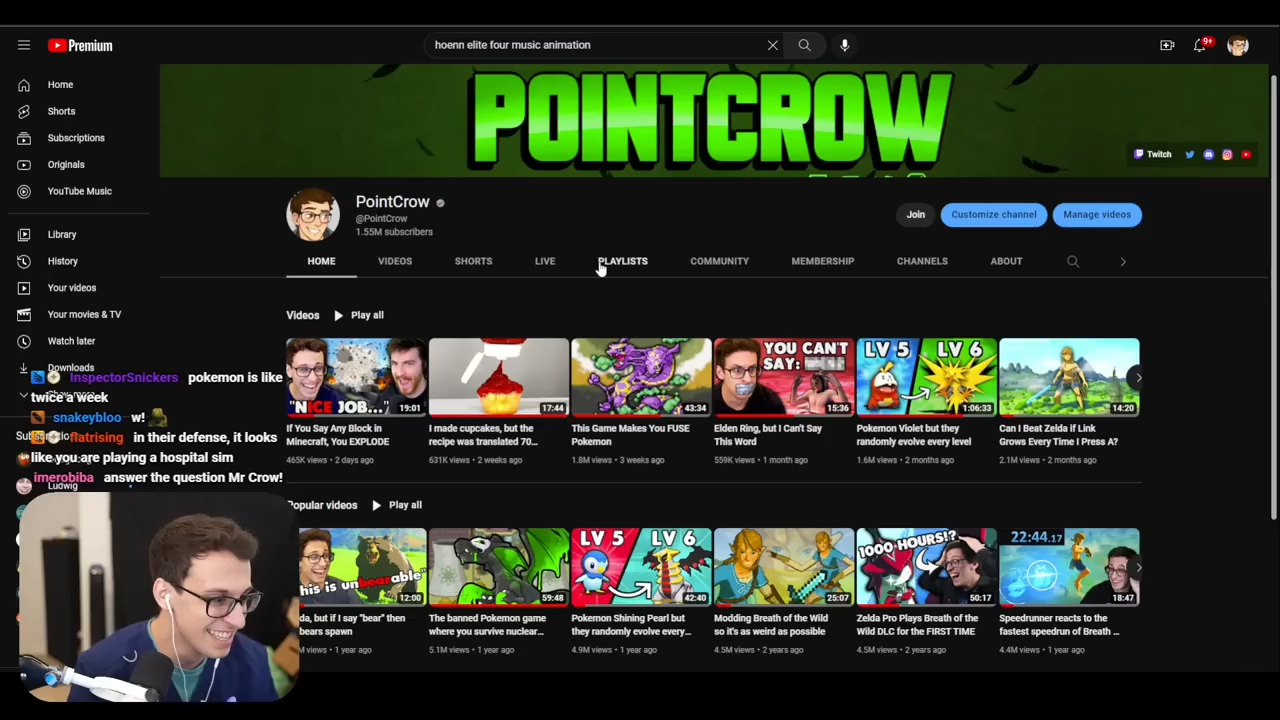 Premium
hoenn elite four music animation
9+
Home
Shorts
Subscriptions
Originals
YouTube Music
Library
History
Your videos
Your movies & TV
Watch later
Downloads
POINTCROW
Twitch
PointCrow
@PointCrow
1.55M subscribers
Join
Customize channel
Manage videos
HOME
VIDEOS
SHORTS
LIVE
PLAYLISTS
COMMUNITY
MEMBERSHIP
CHANNELS
ABOUT
Videos
Play all
"NICE JOB..."
19:01
17:44
43:34
YOU CAN'T
SAY:
15:36
LV 5
LV 6
1:06:33
14:20
If You Say Any Block in
Minecraft, You EXPLODE
465K views • 2 days ago
I made cupcakes, but the
recipe was translated 70...
631K views • 2 weeks ago
This Game Makes You FUSE
Pokemon
1.8M views • 3 weeks ago
Elden Ring, but I Can't Say
This Word
559K views • 1 month ago
Pokemon Violet but they
randomly evolve every level
1.6M views • 2 months ago
Can I Beat Zelda if Link
Grows Every Time I Press A?
2.1M views • 2 months ago
InspectorSnickers pokemon is like
twice a week
snakeybloo w!
flatrising in their defense, it looks
like you are playing a hospital sim
imerobiba answer the question Mr Crow!
Ludwig
Popular videos
Play all
his is unbearable"
12:00
59:48
LV 5
LV 6
42:40
25:07
1000 HOURS!?
50:17
22:44.17
18:47
da, but if I say "bear" then
bears spawn
views • 1 year ago
The banned Pokemon game
where you survive nuclear...
5.1M views • 1 year ago
Pokemon Shining Pearl but
they randomly evolve every...
4.9M views • 1 year ago
Modding Breath of the Wild
so it's as weird as possible
4.5M views • 2 years ago
Zelda Pro Plays Breath of the
Wild DLC for the FIRST TIME
4.5M views • 2 years ago
Speedrunner reacts to the
fastest speedrun of Breath ...
4.4M views • 1 year ago